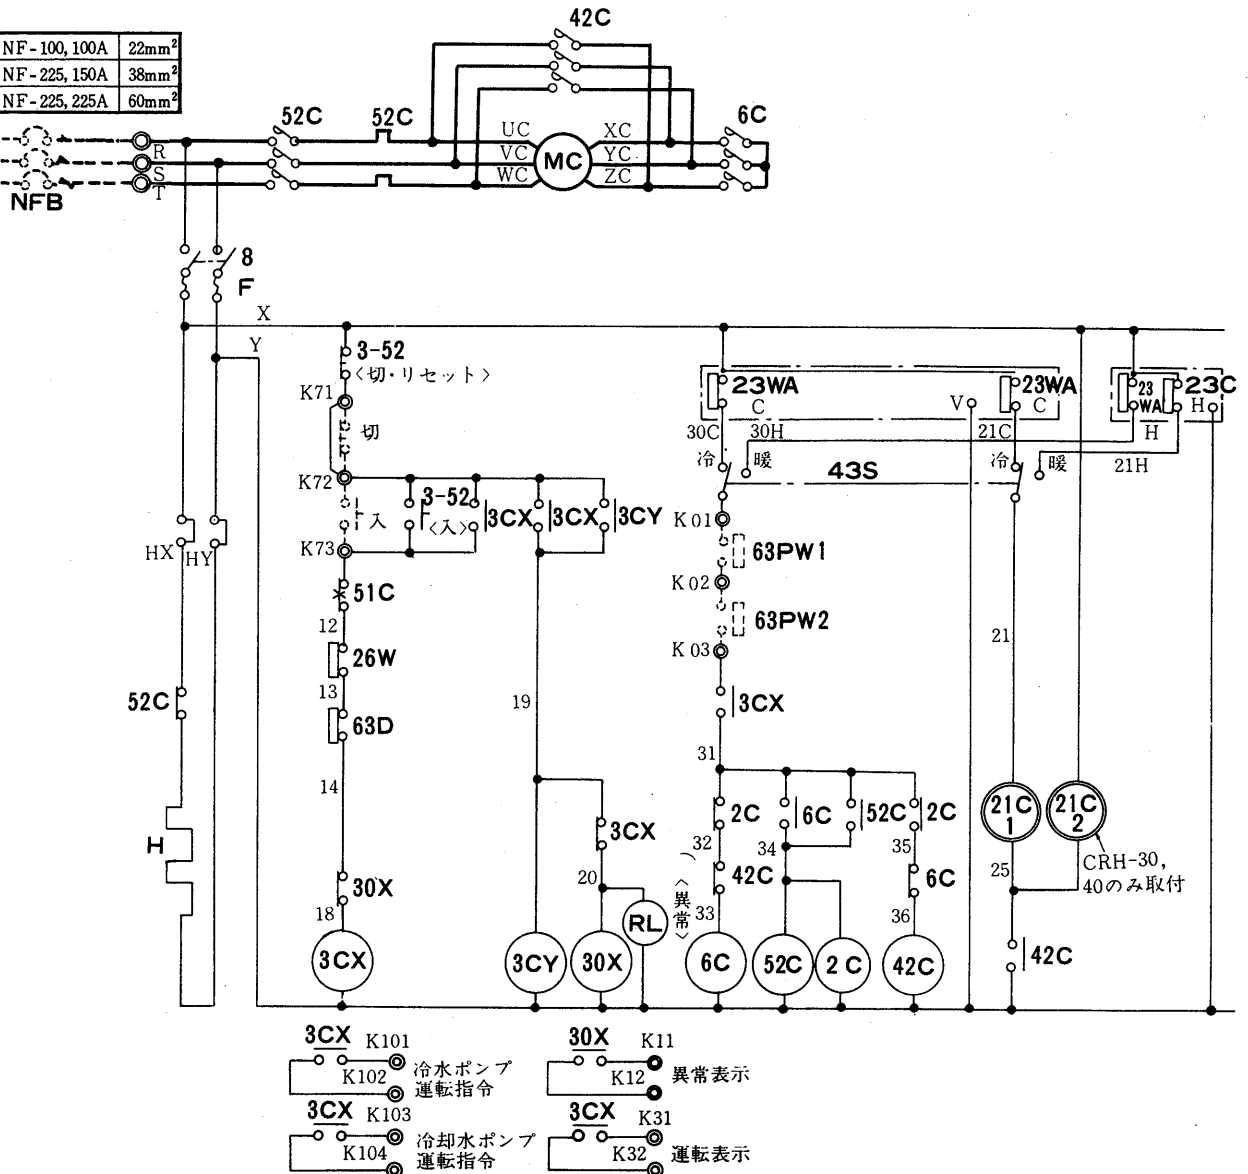 42C
NF-100, 100A 22mm²
NF-225, 150A 38mm²
NF-225, 225A 60mm²
52C 52C 6C
UC XC
R VC MC YC
S WC ZC
T
NFB
8
F
X
Y
3-52
〈切・リセット〉
K71
切
K72
3-52
入 〈入〉 3CX 3CX 3CY
K73
HX HY
51C
12
26W
13
52C
63D
19
14
3CX
20
30X
RL 〈異常〉
18
H
3CX 3CY 30X 6C 52C 2C 42C
23WA 23WA 23WA 23C
C V C H
30C 30H 21C H
冷 暖 43S 冷 暖 21H
K01
63PW1
K02
63PW2
21
K03
3CX
31
2C 6C 52C 2C 21C1 21C2
32 34 35
CRH-30,
40のみ取付
42C 6C 25
33 36
42C
3CX K101
K102
冷水ポンプ
運転指令
30X K11
K12 異常表示
3CX K103
K104
冷却水ポンプ
運転指令
3CX K31
K32 運転表示